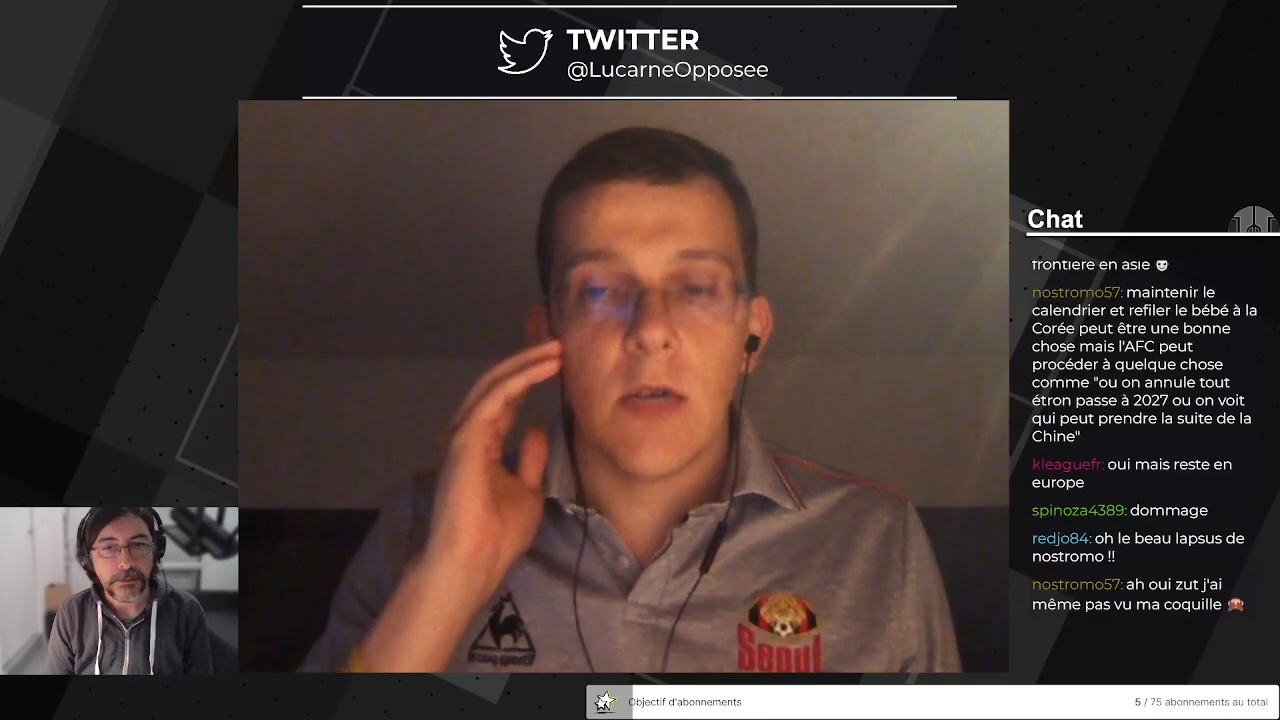 TWITTER
@LucarneOpposee
Chat
frontière en asie
nostromo57: maintenir le
calendrier et refiler le bébé à la
Corée peut être une bonne
chose mais l'AFC peut
procéder à quelque chose
comme "ou on annule tout
étron passe à 2027 ou on voit
qui peut prendre la suite de la
Chine"
kleaguefr: oui mais reste en
europe
spinoza4389: dommage
redjo84: oh le beau lapsus de
nostromo !!
nostromo57: ah oui zut j'ai
même pas vu ma coquille
Seoul
Objectif d'abonnements
5 / 75 abonnements au total